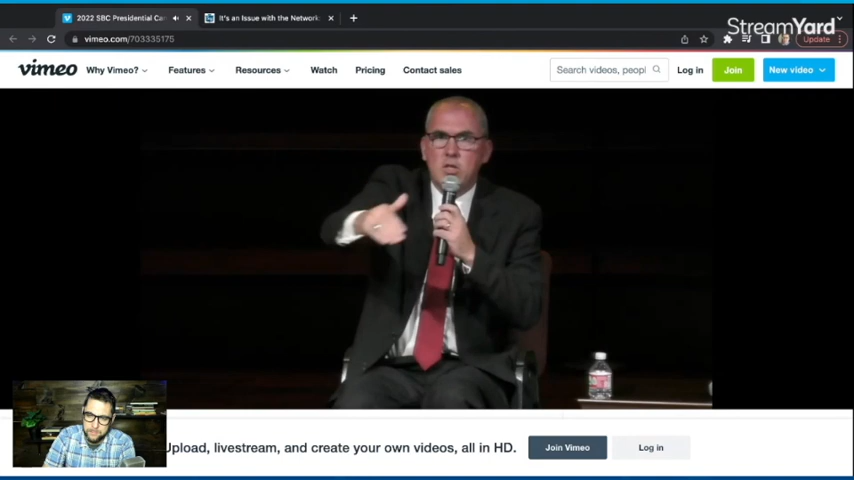 2022 SBC Presidential Can
It's an Issue with the Network
StreamYard
vimeo.com/703335175
Update
vimeo
Why Vimeo?
Features
Resources
Watch
Pricing
Contact sales
Search videos, peopl
Log in
Join
New video
Upload, livestream, and create your own videos, all in HD.
Join Vimeo
Log in